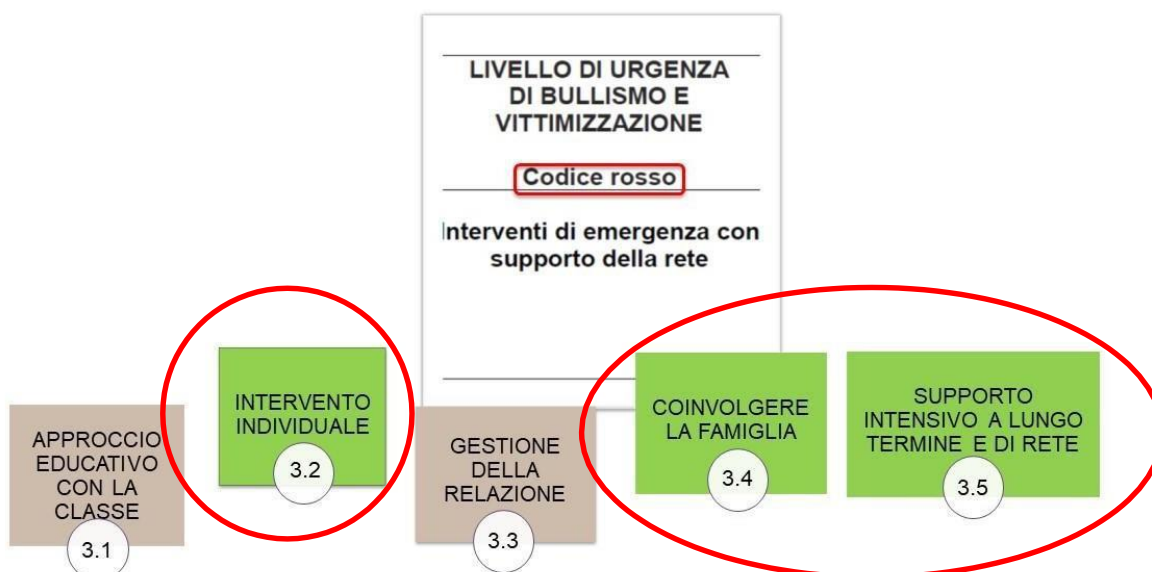 LIVELLO DI URGENZA
DI BULLISMO E
VITTIMIZZAZIONE
Codice rosso
Interventi di emergenza con
supporto della rete
APPROCCIO
EDUCATIVO
CON LA
CLASSE
3.1
INTERVENTO
INDIVIDUALE
3.2
GESTIONE
DELLA
RELAZIONE
3.3
COINVOLGERE
LA FAMIGLIA
3.4
SUPPORTO
INTENSIVO A LUNGO
TERMINE E DI RETE
3.5